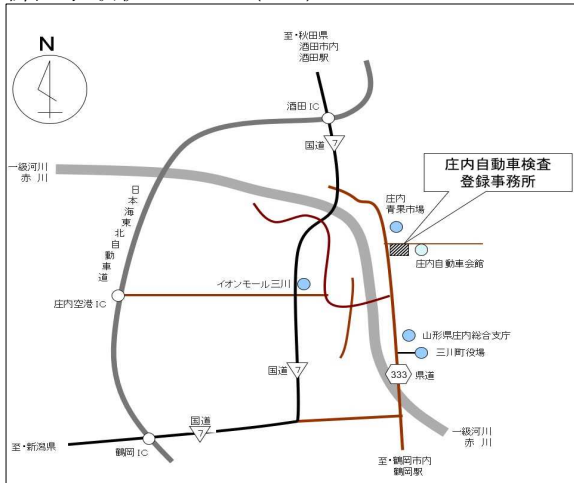 N
至・秋田県
酒田市内
酒田駅
酒田 IC
国道
7
一級河川
赤川
庄内自動車検査
登録事務所
庄内
青果市場
日本海東北自動車道
庄内自動車会館
イオンモール三川
庄内空港 IC
山形県庄内総合支庁
三川町役場
国道
7
333
県道
国道
7
一級河川
赤川
至・新潟県
鶴岡 IC
至・鶴岡市内
鶴岡駅